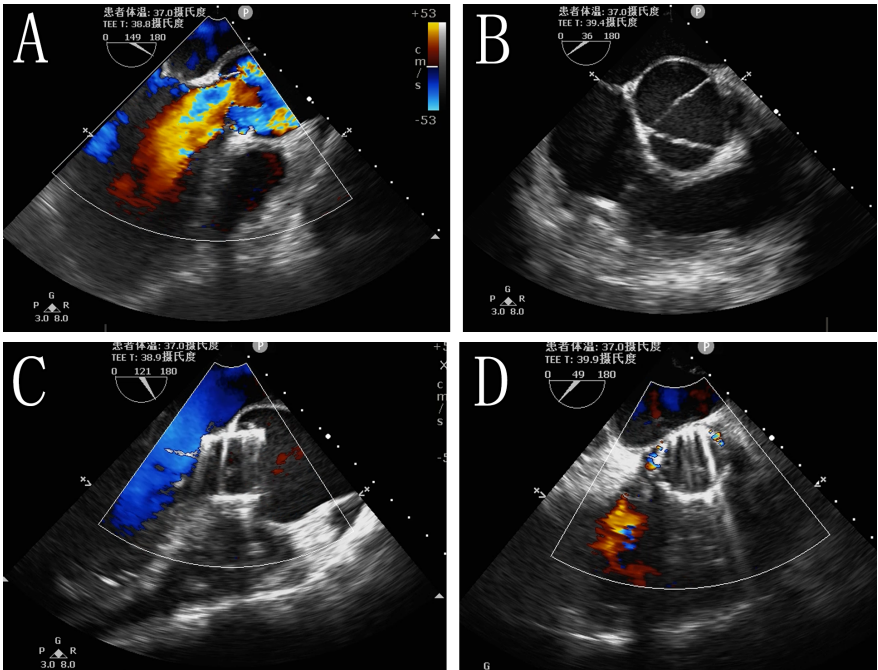 A
患者体温: 37.0摄氏度
TEE T: 38.8摄氏度
0 149 180
P
+53
c
m
/
s
-53
G
P R
3.0 8.0
B
患者体温: 37.0摄氏度
TEE T: 39.4摄氏度
0 36 180
P
G
P R
3.0 8.0
C
患者体温: 37.0摄氏度
TEE T: 38.9摄氏度
0 121 180
P
c
m
/
s
G
P R
3.0 8.0
D
患者体温: 37.0摄氏度
TEE T: 39.9摄氏度
0 49 180
P
G